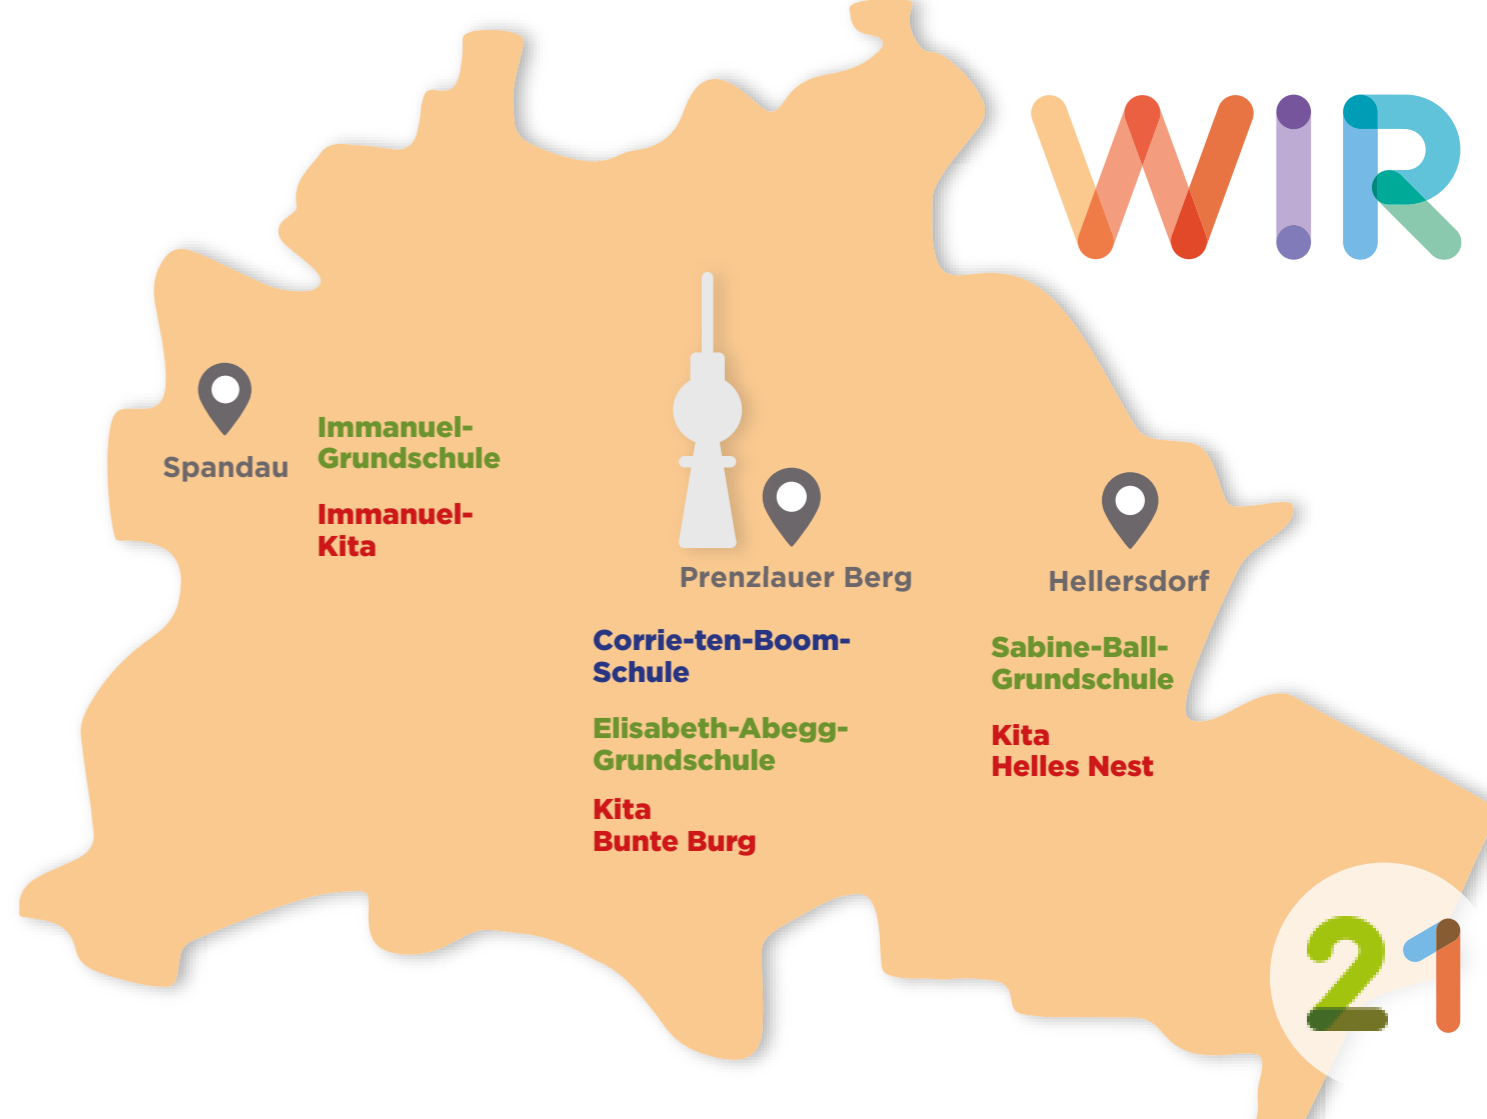 WIR
Spandau
Immanuel-
Grundschule
Immanuel-
Kita
Prenzlauer Berg
Corrie-ten-Boom-
Schule
Elisabeth-Abegg-
Grundschule
Kita
Bunte Burg
Hellersdorf
Sabine-Ball-
Grundschule
Kita
Helles Nest
21